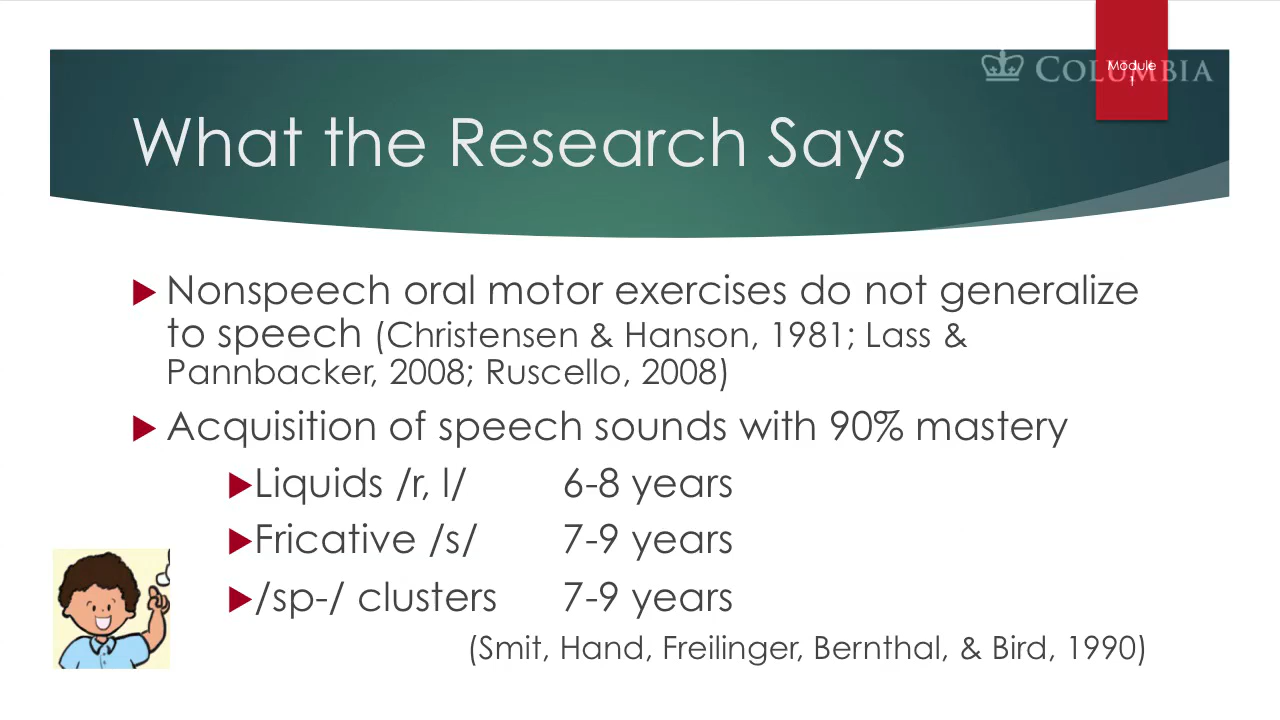 COLUMBIA
Module
1
What the Research Says
Nonspeech oral motor exercises do not generalize
to speech (Christensen & Hanson, 1981; Lass &
Pannbacker, 2008; Ruscello, 2008)
Acquisition of speech sounds with 90% mastery
Liquids /r, l/ 6-8 years
Fricative /s/ 7-9 years
/sp-/ clusters 7-9 years
(Smit, Hand, Freilinger, Bernthal, & Bird, 1990)